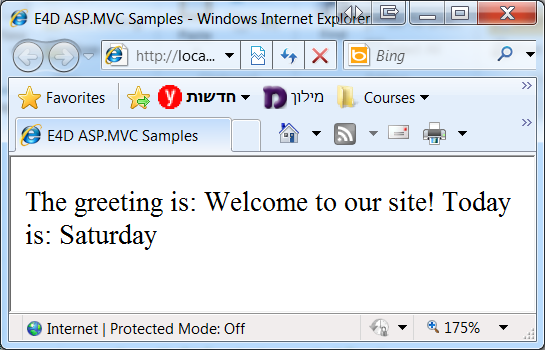 E4D ASP.MVC Samples - Windows Internet Explorer
http://loca... Bing
Favorites חדשות מילון Courses
E4D ASP.MVC Samples
The greeting is: Welcome to our site! Today
is: Saturday
Internet | Protected Mode: Off 175%